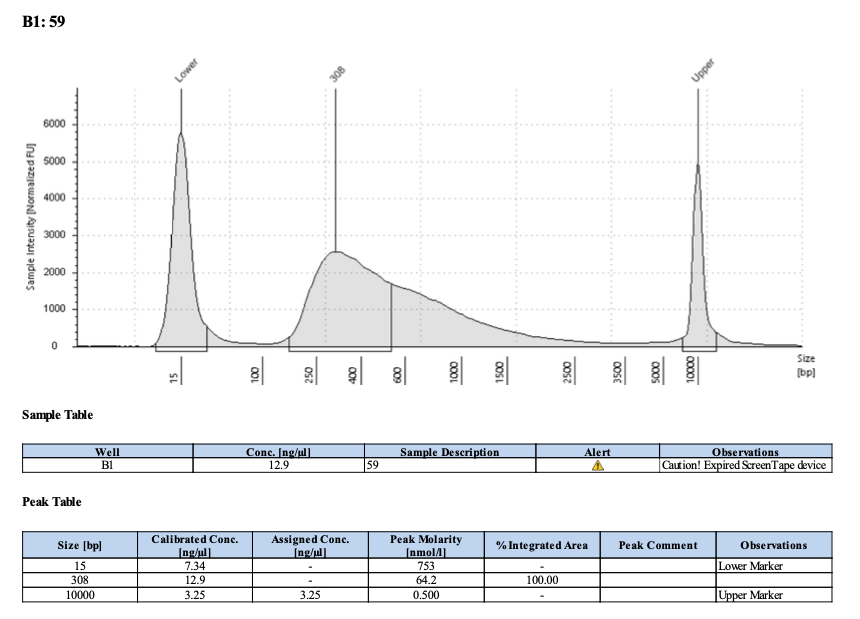 B1: 59
Lower
308
Upper
Sample Intensity [Normalized FU]
6000
5000
4000
3000
2000
1000
0
15
100
250
400
600
1000
1500
2500
3500
5000
10000
Size
[bp]
Sample Table
Well Conc. [ng/µl] Sample Description Alert Observations
B1 12.9 59 Caution! Expired ScreenTape device
Peak Table
Size [bp] Calibrated Conc. [ng/µl] Assigned Conc. [ng/µl] Peak Molarity [nmol/l] % Integrated Area Peak Comment Observations
15 7.34 - 753 - Lower Marker
308 12.9 - 64.2 100.00
10000 3.25 3.25 0.500 - Upper Marker